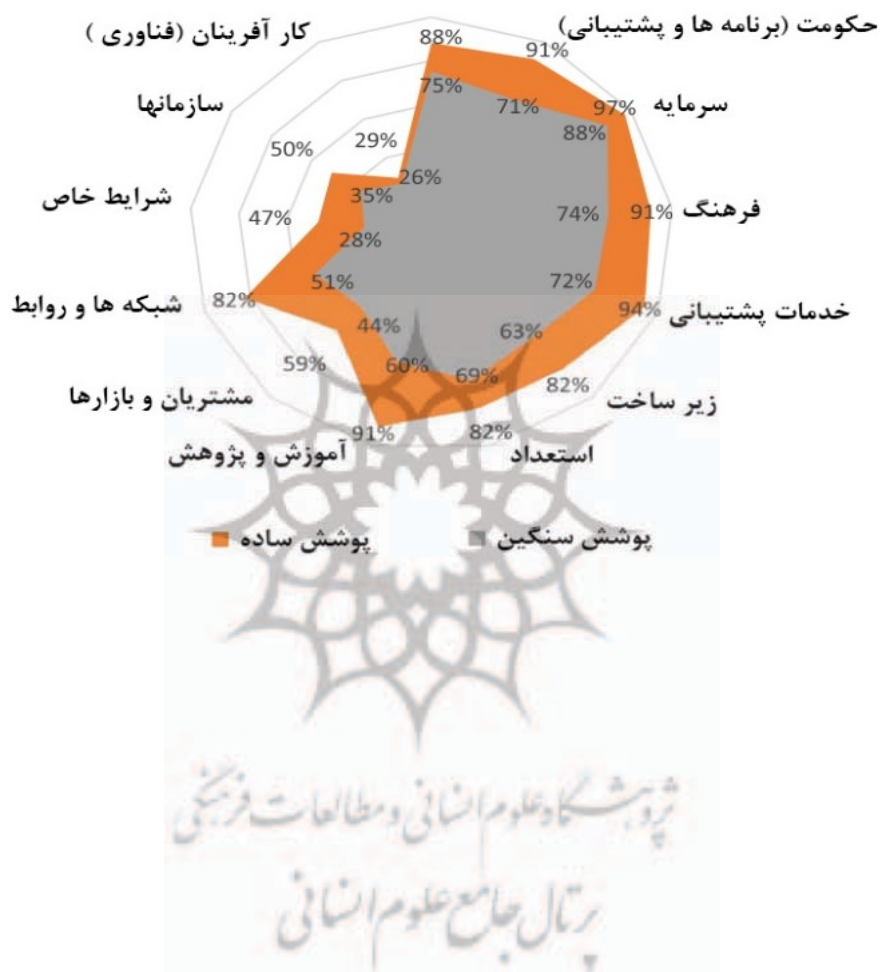 حکومت (برنامه ها و پشتیبانی)
کار آفرینان (فناوری )
88%
91%
75%
71%
سرمایه
97%
88%
سازمانها
50%
29%
26%
35%
فرهنگ
91%
74%
شرایط خاص
47%
28%
خدمات پشتیبانی
94%
72%
شبکه ها و روابط
82%
51%
زیر ساخت
82%
63%
مشتریان و بازارها
59%
44%
60%
69%
استعداد
82%
آموزش و پژوهش
91%
پوشش سنگین
پوشش ساده
پژوهشگاه علوم انسانی و مطالعات فرهنگی
پرتال جامع علوم انسانی